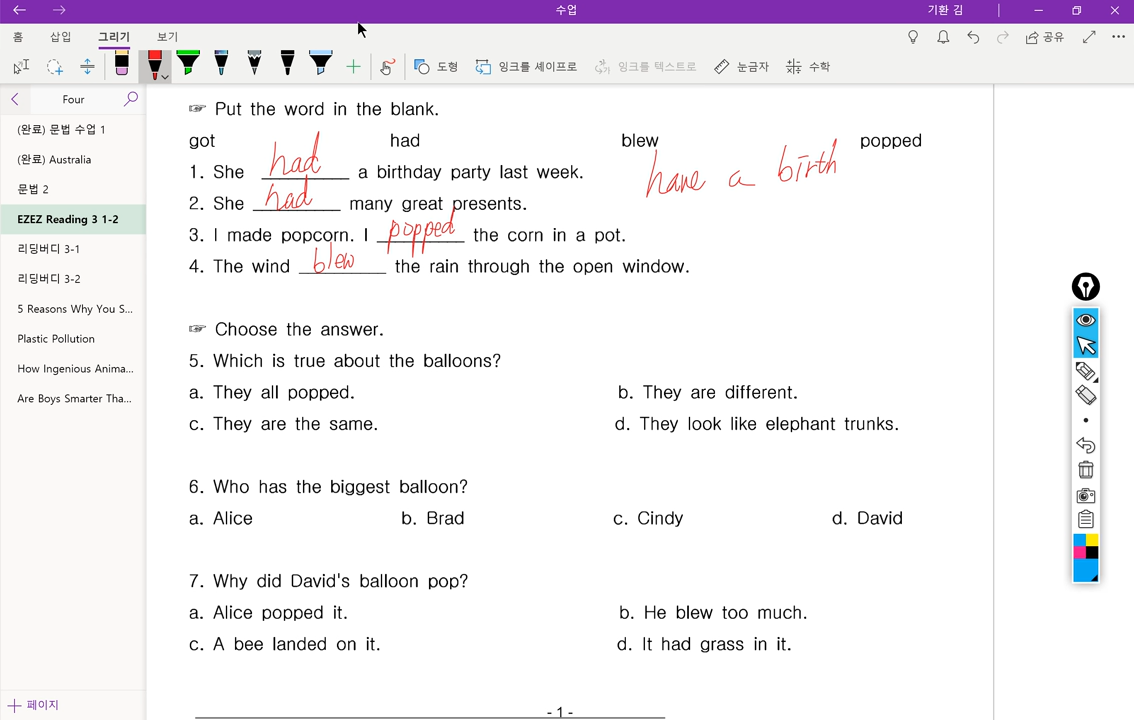 수업
기환 김
홈 삽입 그리기 보기
공유
도형 잉크를 셰이프로 잉크를 텍스트로 눈금자 수학
Four
(완료) 문법 수업 1
(완료) Australia
문법 2
EZEZ Reading 3 1-2
리딩버디 3-1
리딩버디 3-2
5 Reasons Why You S...
Plastic Pollution
How Ingenious Anima...
Are Boys Smarter Tha...
페이지
☞ Put the word in the blank.
got had blew popped
1. She had a birthday party last week. have a birth
2. She had many great presents.
3. I made popcorn. I popped the corn in a pot.
4. The wind blew the rain through the open window.
☞ Choose the answer.
5. Which is true about the balloons?
a. They all popped. b. They are different.
c. They are the same. d. They look like elephant trunks.
6. Who has the biggest balloon?
a. Alice b. Brad c. Cindy d. David
7. Why did David's balloon pop?
a. Alice popped it. b. He blew too much.
c. A bee landed on it. d. It had grass in it.
- 1 -